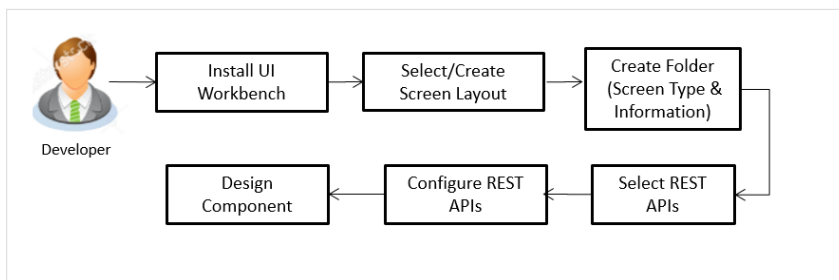 Install UI
Workbench
Select/Create
Screen Layout
Create Folder
(Screen Type &
Information)
Developer
Select REST
APIs
Configure REST
APIs
Design
Component